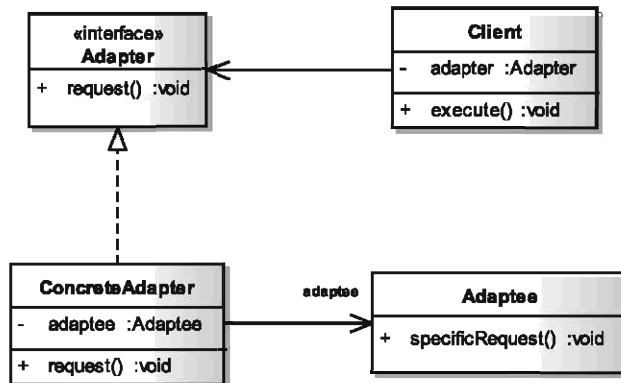 «interface»
Adapter
+ request() :void
Client
- adapter :Adapter
+ execute() :void
ConcreteAdapter
- adaptee :Adaptee
+ request() :void
adaptee
Adaptee
+ specificRequest() :void